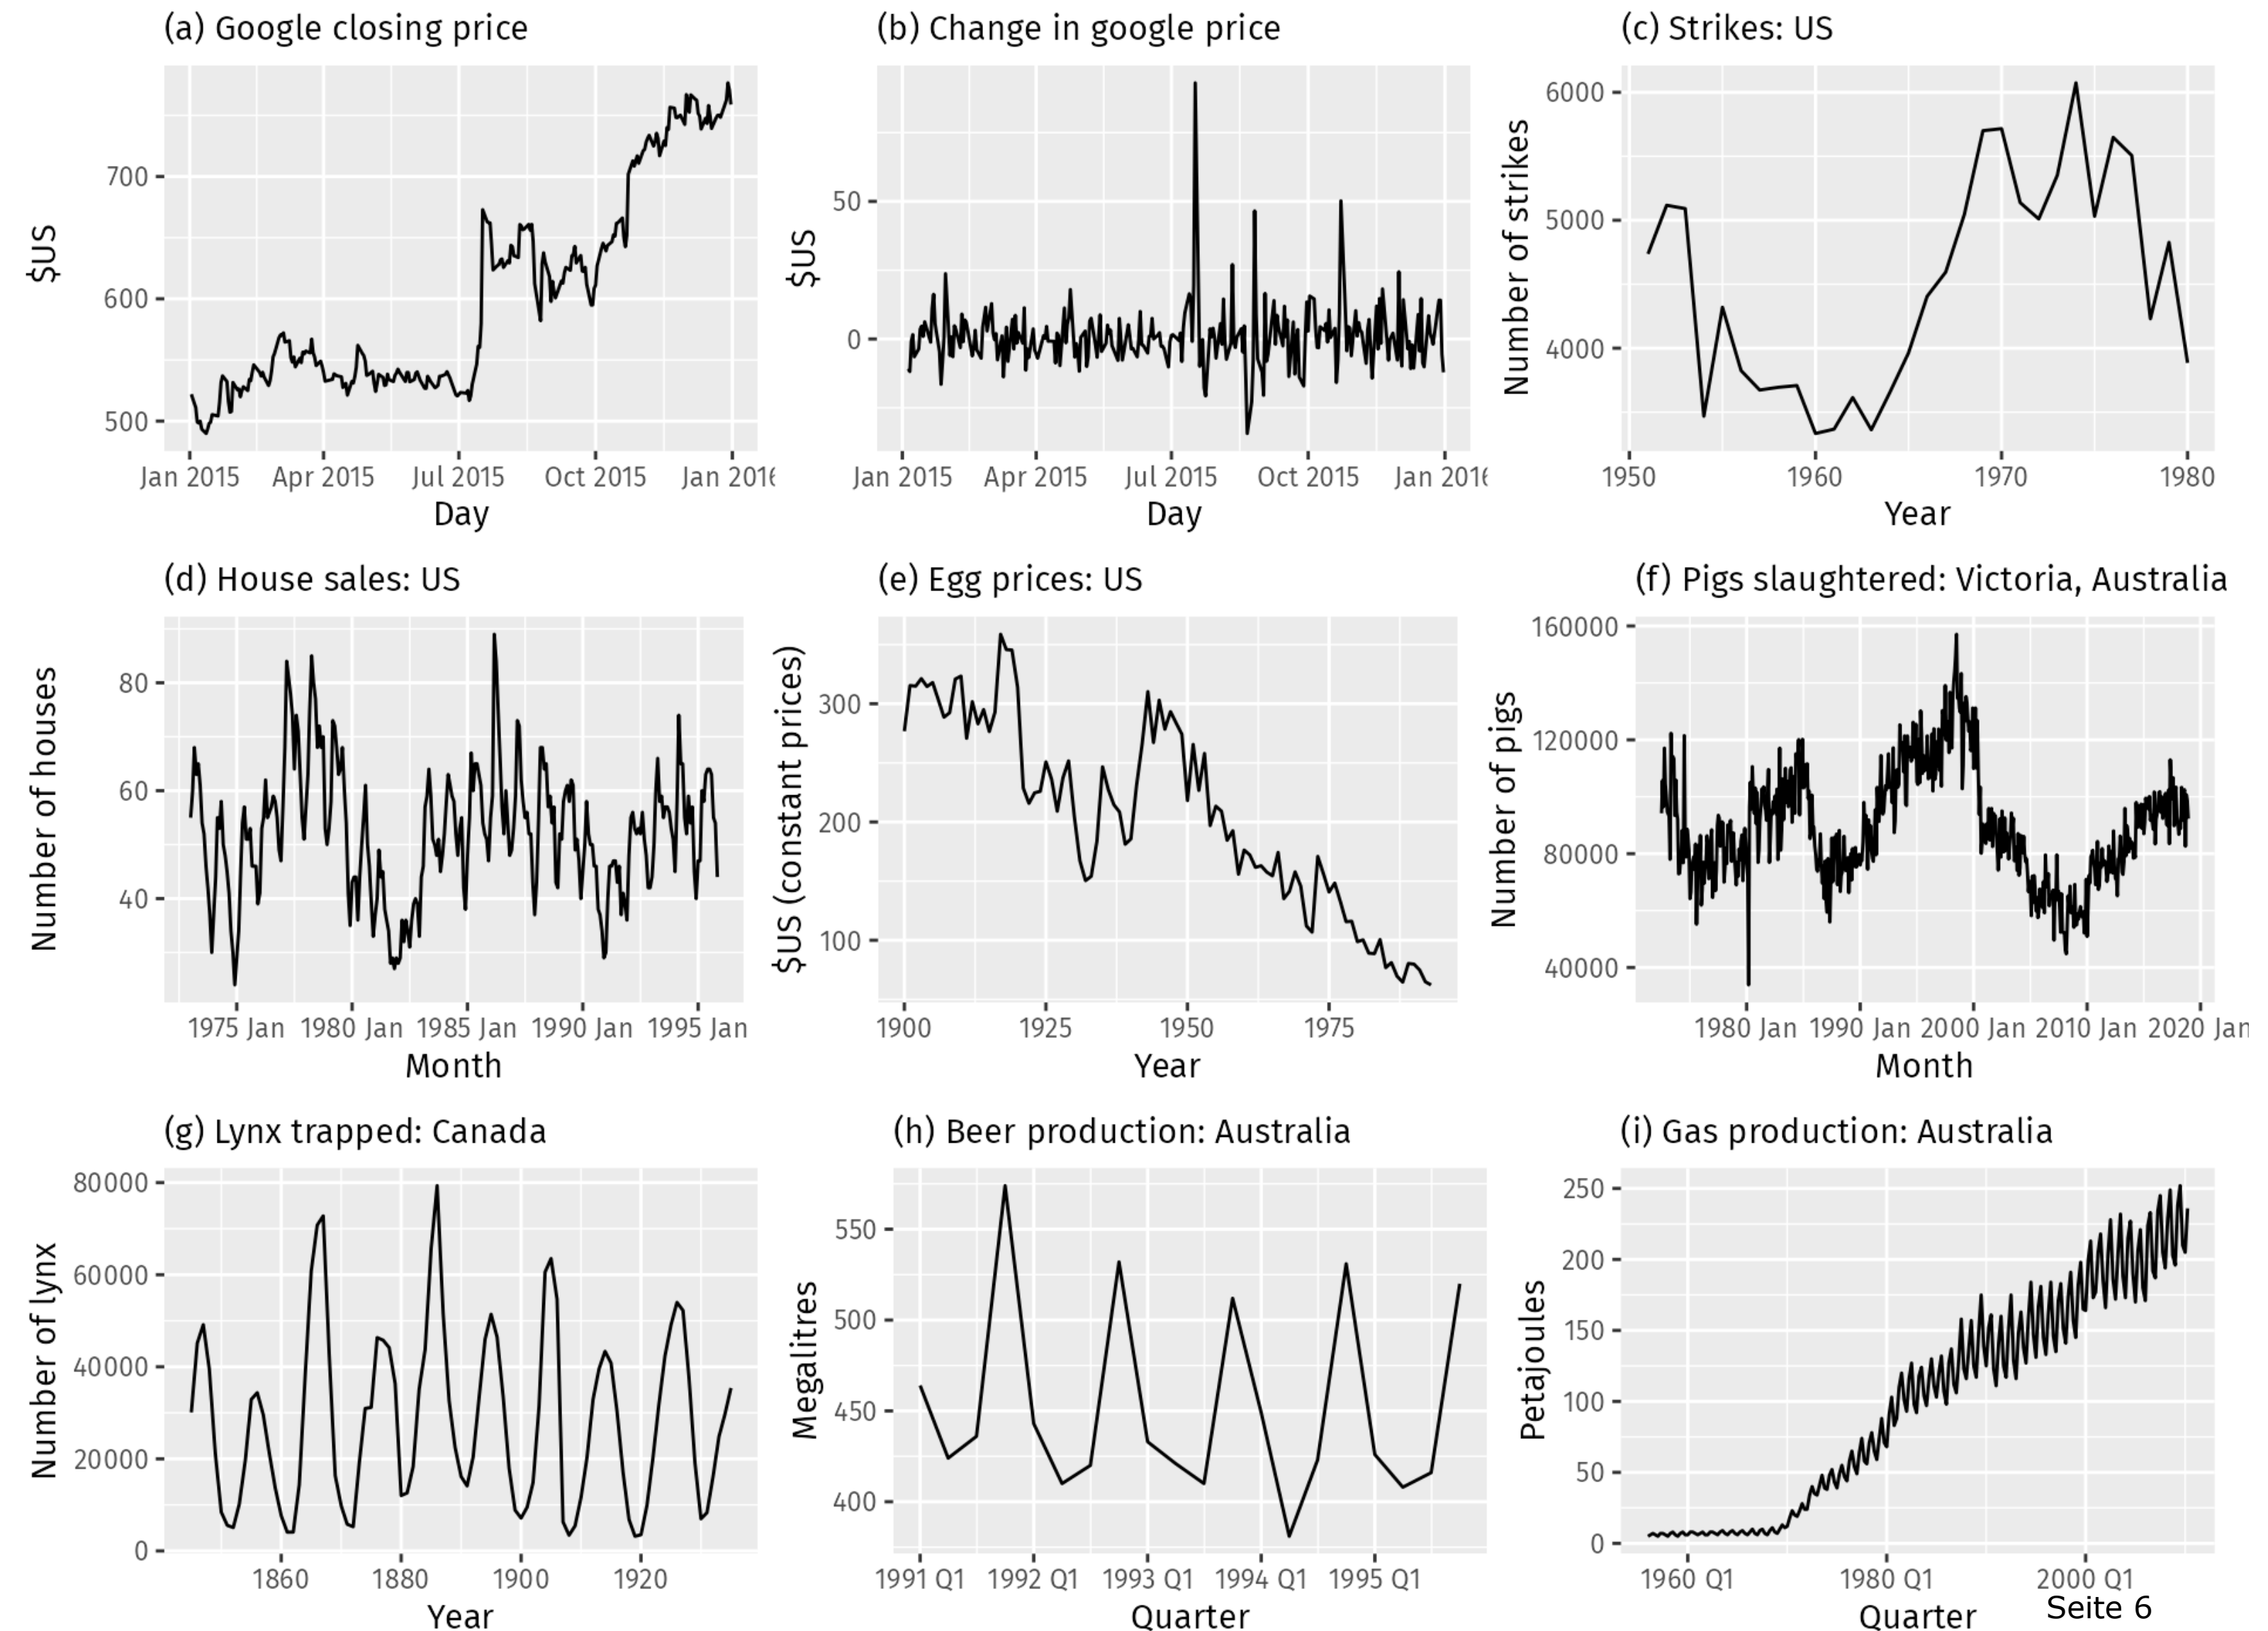 (a) Google closing price
$US
700
600
500
Jan 2015 Apr 2015 Jul 2015 Oct 2015 Jan 2016
Day
(b) Change in google price
$US
50
0
Jan 2015 Apr 2015 Jul 2015 Oct 2015 Jan 2016
Day
(c) Strikes: US
Number of strikes
6000
5000
4000
1950 1960 1970 1980
Year
(d) House sales: US
Number of houses
80
60
40
1975 Jan 1980 Jan 1985 Jan 1990 Jan 1995 Jan
Month
(e) Egg prices: US
$US (constant prices)
300
200
100
1900 1925 1950 1975
Year
(f) Pigs slaughtered: Victoria, Australia
Number of pigs
160000
120000
80000
40000
1980 Jan 1990 Jan 2000 Jan 2010 Jan 2020 Jan
Month
(g) Lynx trapped: Canada
Number of lynx
80000
60000
40000
20000
0
1860 1880 1900 1920
Year
(h) Beer production: Australia
Megalitres
550
500
450
400
1991 Q1 1992 Q1 1993 Q1 1994 Q1 1995 Q1
Quarter
(i) Gas production: Australia
Petajoules
250
200
150
100
50
0
1960 Q1 1980 Q1 2000 Q1
Quarter
Seite 6